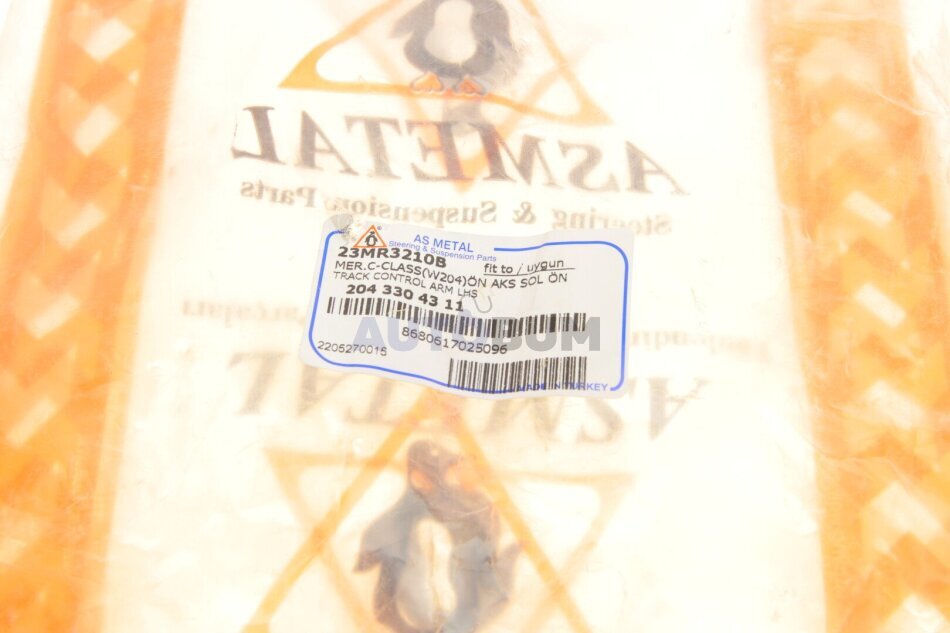 ASMETAL
Steering & Suspension Parts
AS METAL
Steering & Suspension Parts
23MR3210B
fit to / uygun
MER.C-CLASS(W204)ÖN AKS SOL ÖN
TRACK CONTROL ARM LHS
204 330 43 11
AUTODUM
8680617025096
2205270015
MADE IN TURKEY
ASMETAL